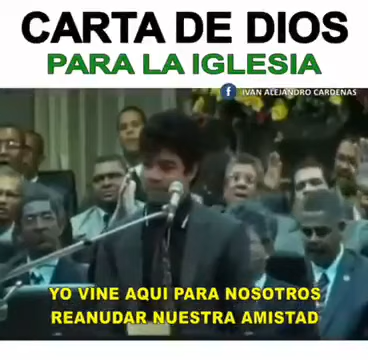 CARTA DE DIOS
PARA LA IGLESIA
IVAN ALEJANDRO CARDENAS
YO VINE AQUI PARA NOSOTROS
REANUDAR NUESTRA AMISTAD